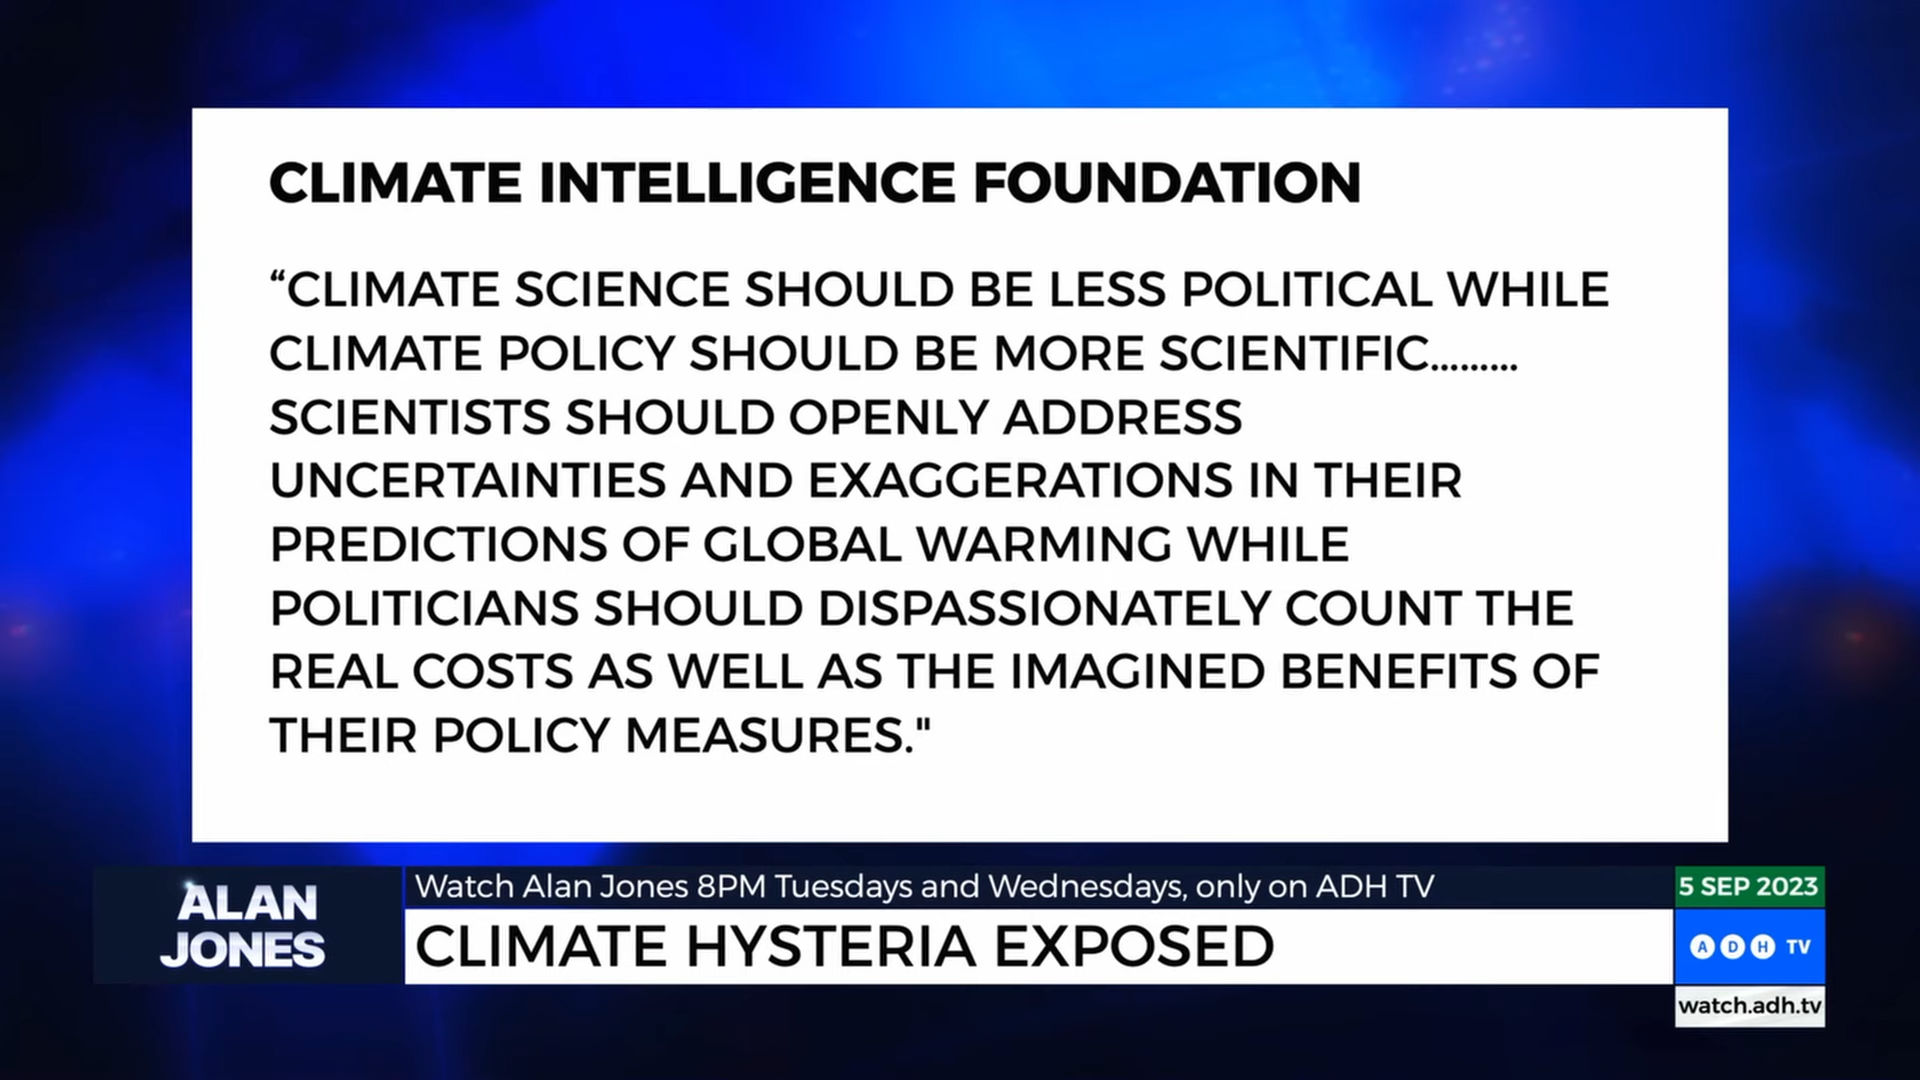 CLIMATE INTELLIGENCE FOUNDATION
“CLIMATE SCIENCE SHOULD BE LESS POLITICAL WHILE
CLIMATE POLICY SHOULD BE MORE SCIENTIFIC.........
SCIENTISTS SHOULD OPENLY ADDRESS
UNCERTAINTIES AND EXAGGERATIONS IN THEIR
PREDICTIONS OF GLOBAL WARMING WHILE
POLITICIANS SHOULD DISPASSIONATELY COUNT THE
REAL COSTS AS WELL AS THE IMAGINED BENEFITS OF
THEIR POLICY MEASURES."
ALAN
JONES
Watch Alan Jones 8PM Tuesdays and Wednesdays, only on ADH TV
CLIMATE HYSTERIA EXPOSED
5 SEP 2023
ADH TV
watch.adh.tv